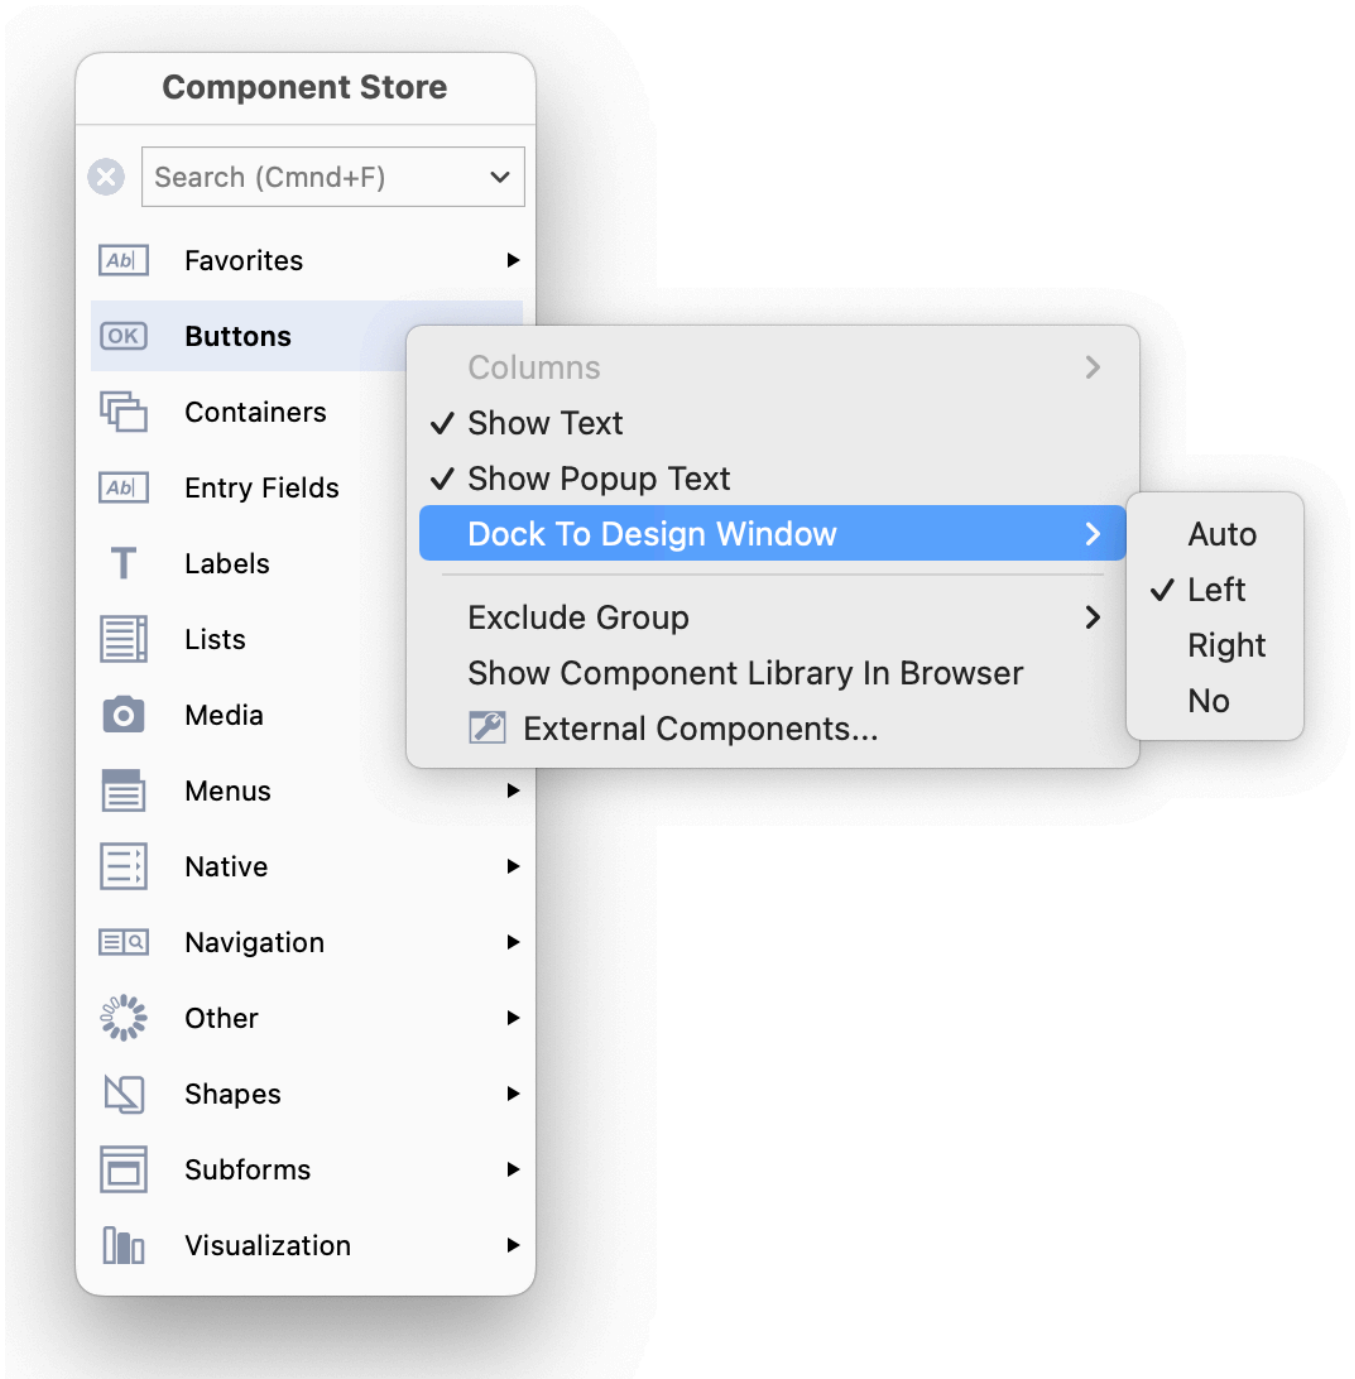 Component Store
Search (Cmnd+F)
Ab
Favorites
OK
Buttons
Containers
Ab
Entry Fields
T
Labels
Lists
Media
Menus
Native
Navigation
Other
Shapes
Subforms
Visualization
Columns
Show Text
Show Popup Text
Dock To Design Window
Exclude Group
Show Component Library In Browser
External Components...
Auto
Left
Right
No